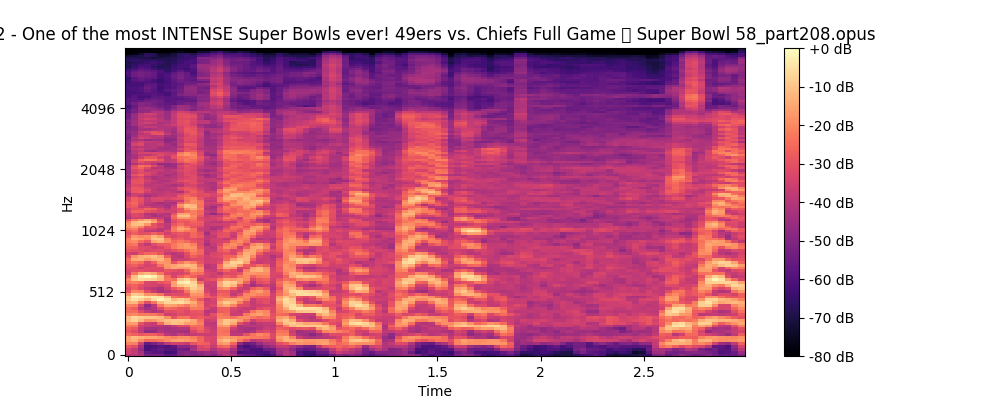 2 - One of the most INTENSE Super Bowls ever! 49ers vs. Chiefs Full Game  Super Bowl 58_part208.opus
+0 dB
-10 dB
-20 dB
-30 dB
-40 dB
-50 dB
-60 dB
-70 dB
-80 dB
4096
2048
1024
512
0
Hz
0
0.5
1
1.5
2
2.5
Time